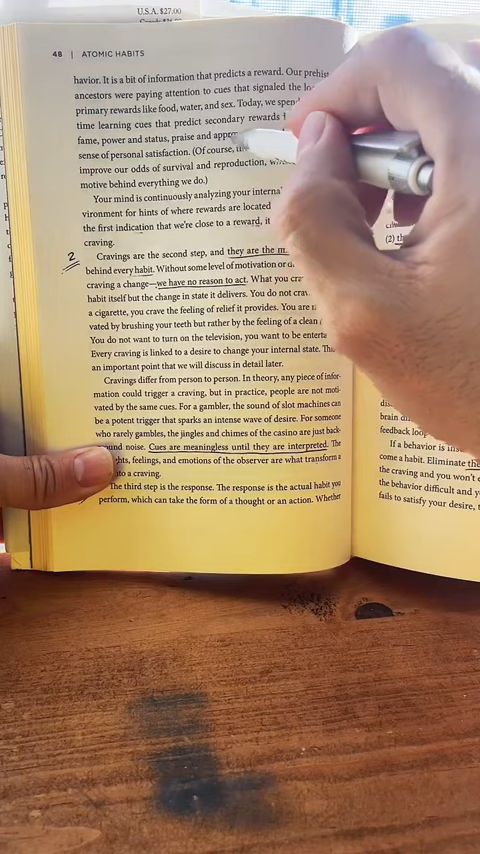 U.S.A. $27.00
48 | ATOMIC HABITS
havior. It is a bit of information that predicts a reward. Our prehist
ancestors were paying attention to cues that signaled the lo
primary rewards like food, water, and sex. Today, we spen
time learning cues that predict secondary rewards
fame, power and status, praise and appro
sense of personal satisfaction. (Of course,
improve our odds of survival and reproduction,
motive behind everything we do.)
Your mind is continuously analyzing your interna
vironment for hints of where rewards are located
the first indication that we're close to a reward, it
craving.
2
Cravings are the second step, and they are the m
behind every habit. Without some level of motivation or d
craving a change—we have no reason to act. What you cra
habit itself but the change in state it delivers. You do not crav
a cigarette, you crave the feeling of relief it provides. You are
vated by brushing your teeth but rather by the feeling of a clean
You do not want to turn on the television, you want to be enterta
Every craving is linked to a desire to change your internal state. This
an important point that we will discuss in detail later.
Cravings differ from person to person. In theory, any piece of infor-
mation could trigger a craving, but in practice, people are not moti-
vated by the same cues. For a gambler, the sound of slot machines can
be a potent trigger that sparks an intense wave of desire. For someone
who rarely gambles, the jingles and chimes of the casino are just back-
ound noise. Cues are meaningless until they are interpreted. The
hts, feelings, and emotions of the observer are what transform a
nto a craving.
The third step is the response. The response is the actual habit you
perform, which can take the form of a thought or an action. Whether
(2) th
brain
feedback loop
If a behavior is
come a habit. Eliminate the
the craving and you won't
the behavior difficult and y
fails to satisfy your desire,